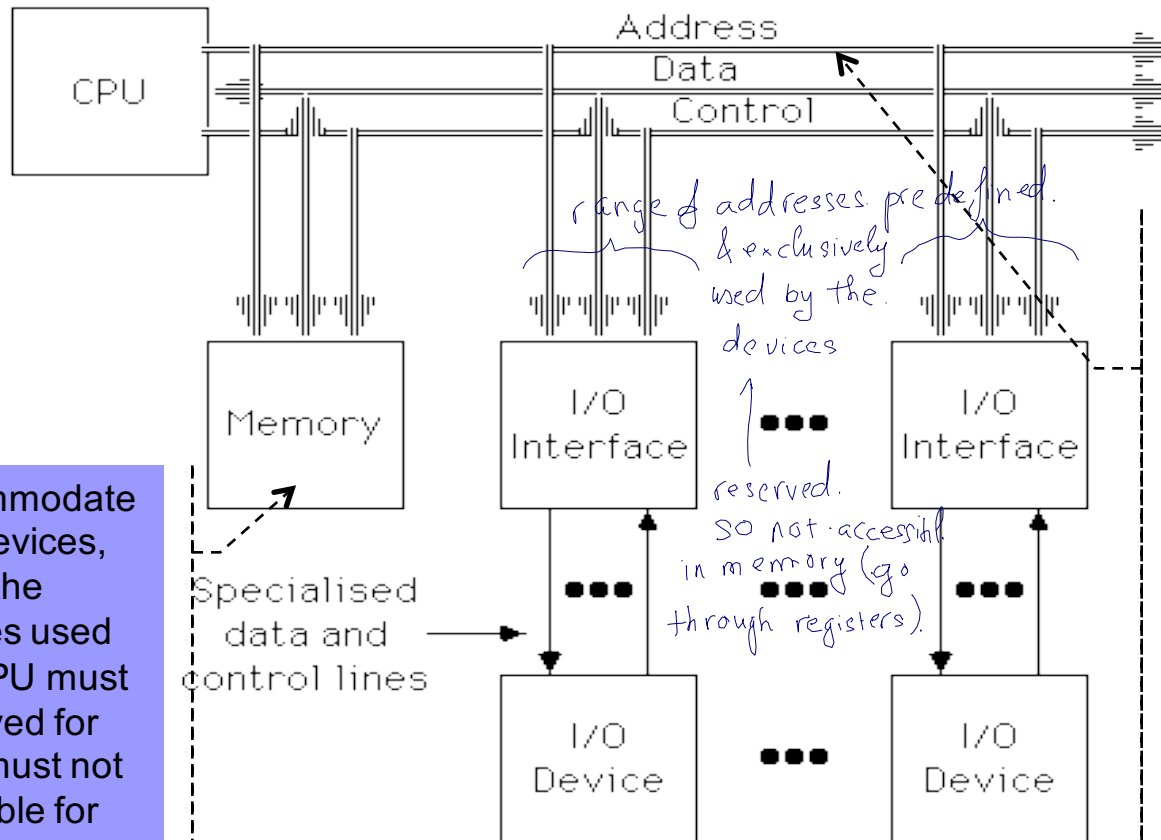 Address
Data
Control
CPU
range of addresses predefined.
& exclusively
used by the.
devices
Memory
I/O
Interface
I/O
Interface
reserved.
so not accessibl
in memory (go
through registers).
mmodate
evices,
the
es used
PU must
ved for
must not
ble for
Specialised
data and
control lines
I/O
Device
I/O
Device